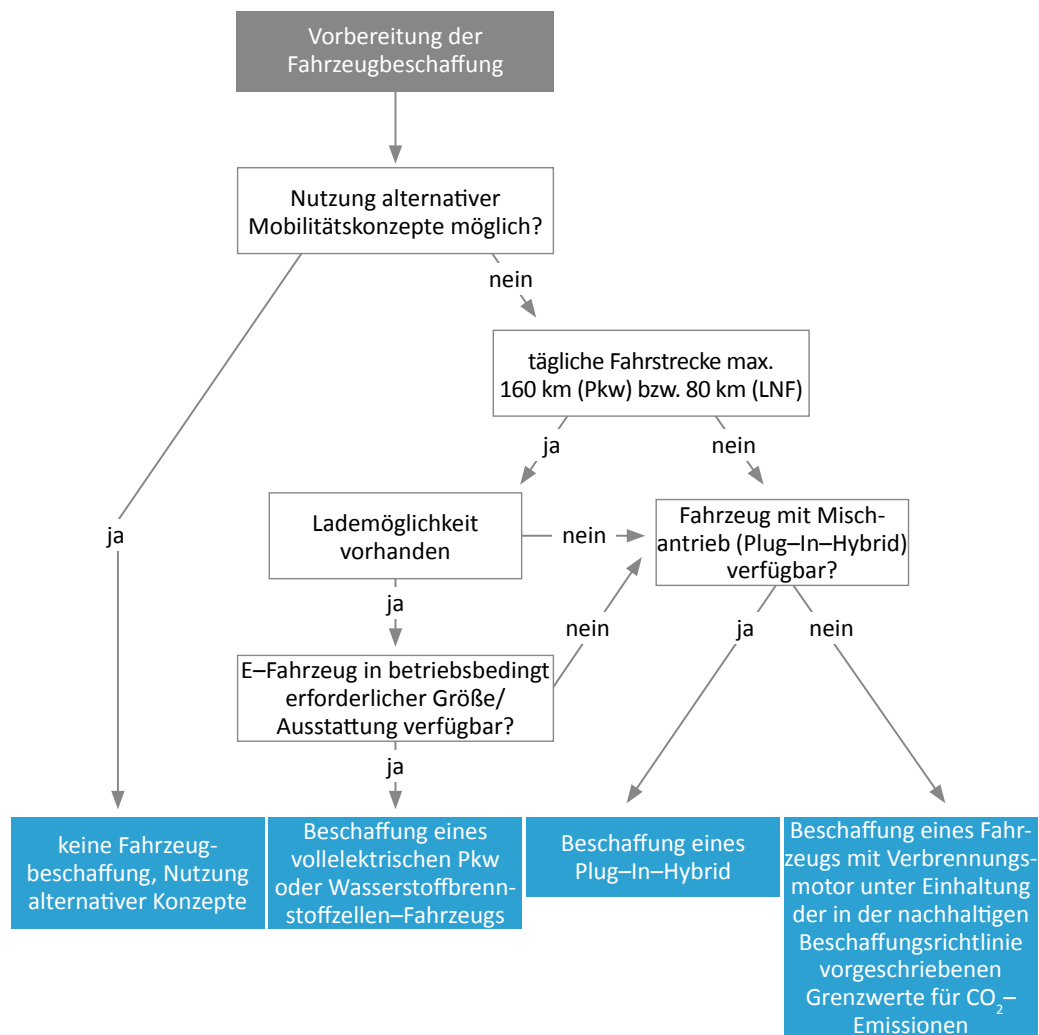 Vorbereitung der
Fahrzeugbeschaffung
Nutzung alternativer
Mobilitätskonzepte möglich?
nein
tägliche Fahrstrecke max.
160 km (Pkw) bzw. 80 km (LNF)
ja
nein
ja
Lademöglichkeit
vorhanden
nein
Fahrzeug mit Misch-
antrieb (Plug–In–Hybrid)
verfügbar?
ja
nein
ja
nein
E–Fahrzeug in betriebsbedingt
erforderlicher Größe/
Ausstattung verfügbar?
ja
keine Fahrzeug-
beschaffung, Nutzung
alternativer Konzepte
Beschaffung eines
vollelektrischen Pkw
oder Wasserstoffbrenn-
stoffzellen–Fahrzeugs
Beschaffung eines
Plug–In–Hybrid
Beschaffung eines Fahr-
zeugs mit Verbrennungs-
motor unter Einhaltung
der in der nachhaltigen
Beschaffungsrichtlinie
vorgeschriebenen
Grenzwerte für CO₂–
Emissionen